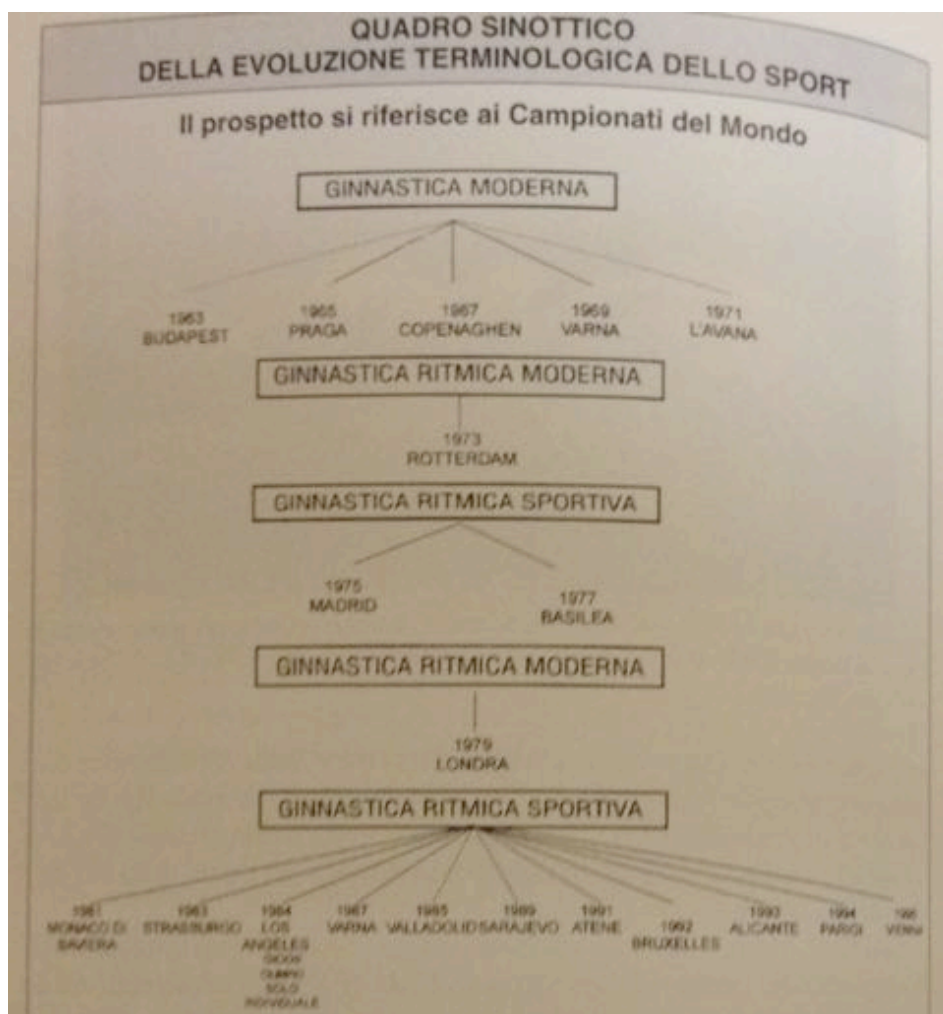 QUADRO SINOTTICO
DELLA EVOLUZIONE TERMINOLOGICA DELLO SPORT
Il prospetto si riferisce ai Campionati del Mondo
GINNASTICA MODERNA
1963 1965 1967 1969 1971
BUDAPEST PRAGA COPENAGHEN VARNA L'AVANA
GINNASTICA RITMICA MODERNA
1973
ROTTERDAM
GINNASTICA RITMICA SPORTIVA
1975 1977
MADRID BASILEA
GINNASTICA RITMICA MODERNA
1979
LONDRA
GINNASTICA RITMICA SPORTIVA
1981 1983 1984 1987 1985 1989 1991 1992 1993 1994
MONACO DI STRASBURGO LOS VARNA VALLADOLID SARAJEVO ATENE BRUXELLES ALICANTE PARIGI
BAVIERA ANGELES
SOLO
INDIVIDUALE